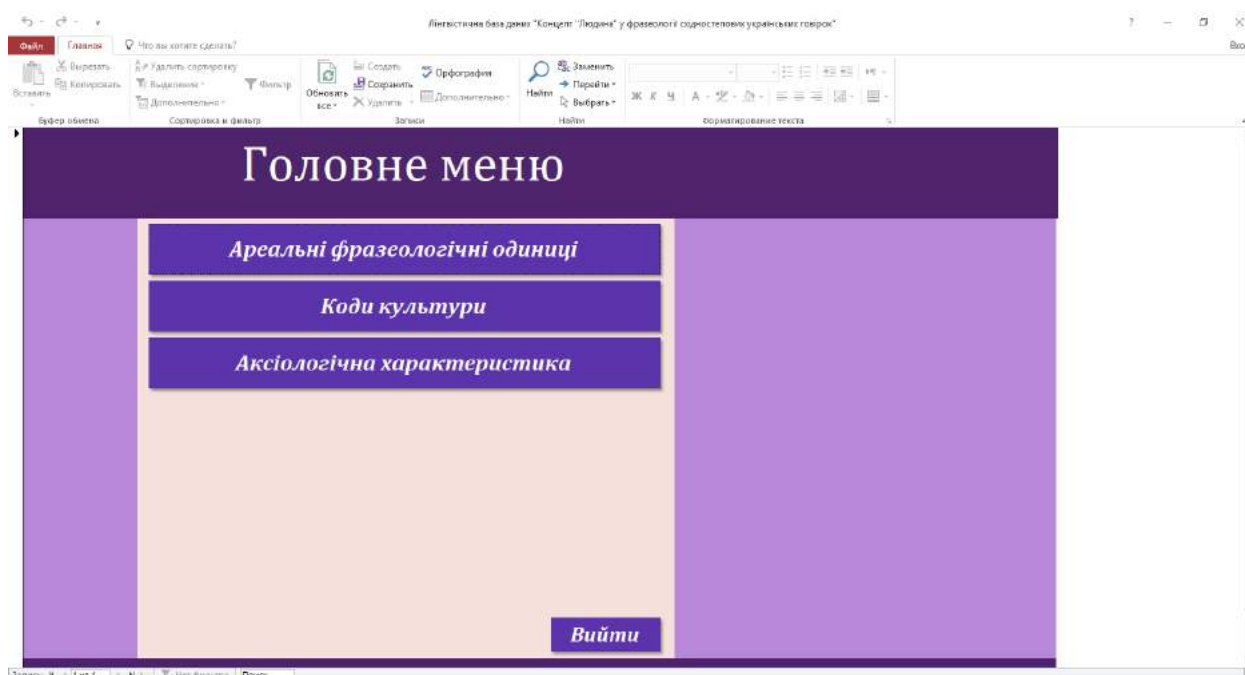 Лінгвістична база даних "Концепт "Людина" у фразеології східностепових українських говірок"
?
Файл Главная Что вы хотите сделать?
Вставить
Вырезать
Копировать
Буфер обмена
Удалить сортировку
Выделение
Дополнительно
Фильтр
Сортировка и фильтр
Обновить все
Создать
Сохранить
Удалить
Орфография
Дополнительно
Записи
Найти
Заменить
Перейти
Выбрать
Найти
Ж К Ч А
Форматирование текста
Головне меню
Ареальні фразеологічні одиниці
Коди культури
Аксіологічна характеристика
Вийти